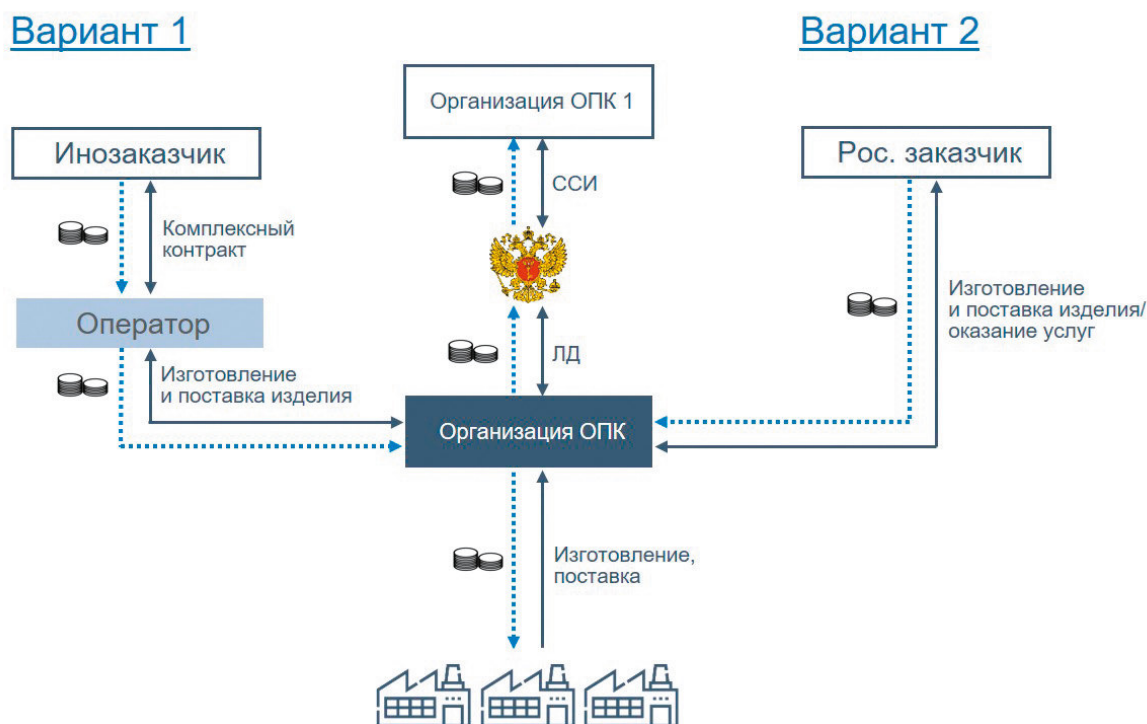 Вариант 1
Вариант 2
Организация ОПК 1
Инозаказчик
Рос. заказчик
ССИ
Комплексный
контракт
Изготовление
и поставка изделия/
оказание услуг
Оператор
ЛД
Изготовление
и поставка изделия
Организация ОПК
Изготовление,
поставка